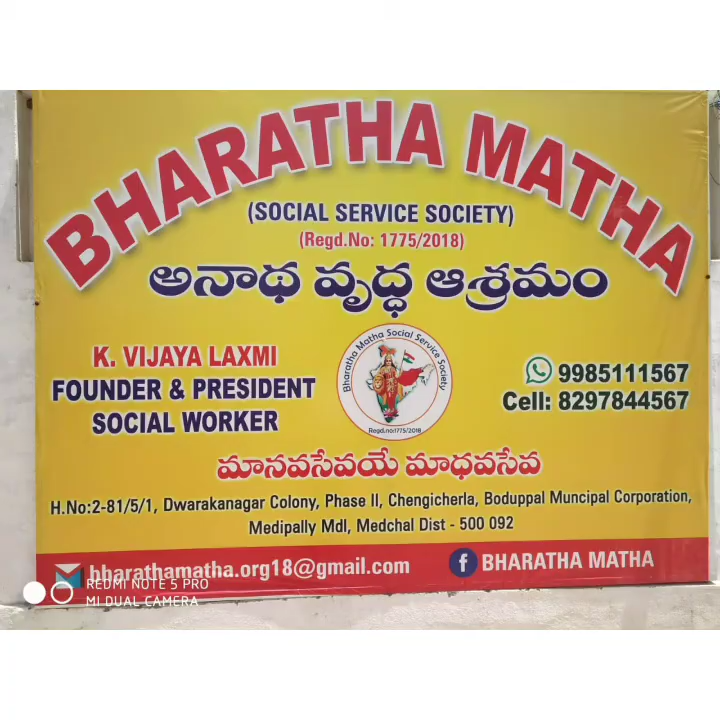 BHARATHA MATHA
(SOCIAL SERVICE SOCIETY)
(Regd.No: 1775/2018)
అనాథ వృద్ధ ఆశ్రమం
K. VIJAYA LAXMI
FOUNDER & PRESIDENT
SOCIAL WORKER
Bharatha Matha Social Service Society
Regd.no:1775/2018
9985111567
Cell: 8297844567
మానవసేవయే మాధవసేవ
H.No:2-81/5/1, Dwarakanagar Colony, Phase II, Chengicherla, Boduppal Muncipal Corporation,
Medipally Mdl, Medchal Dist - 500 092
bharathamatha.org18@gmail.com
f BHARATHA MATHA
REDMI NOTE 5 PRO
MI DUAL CAMERA